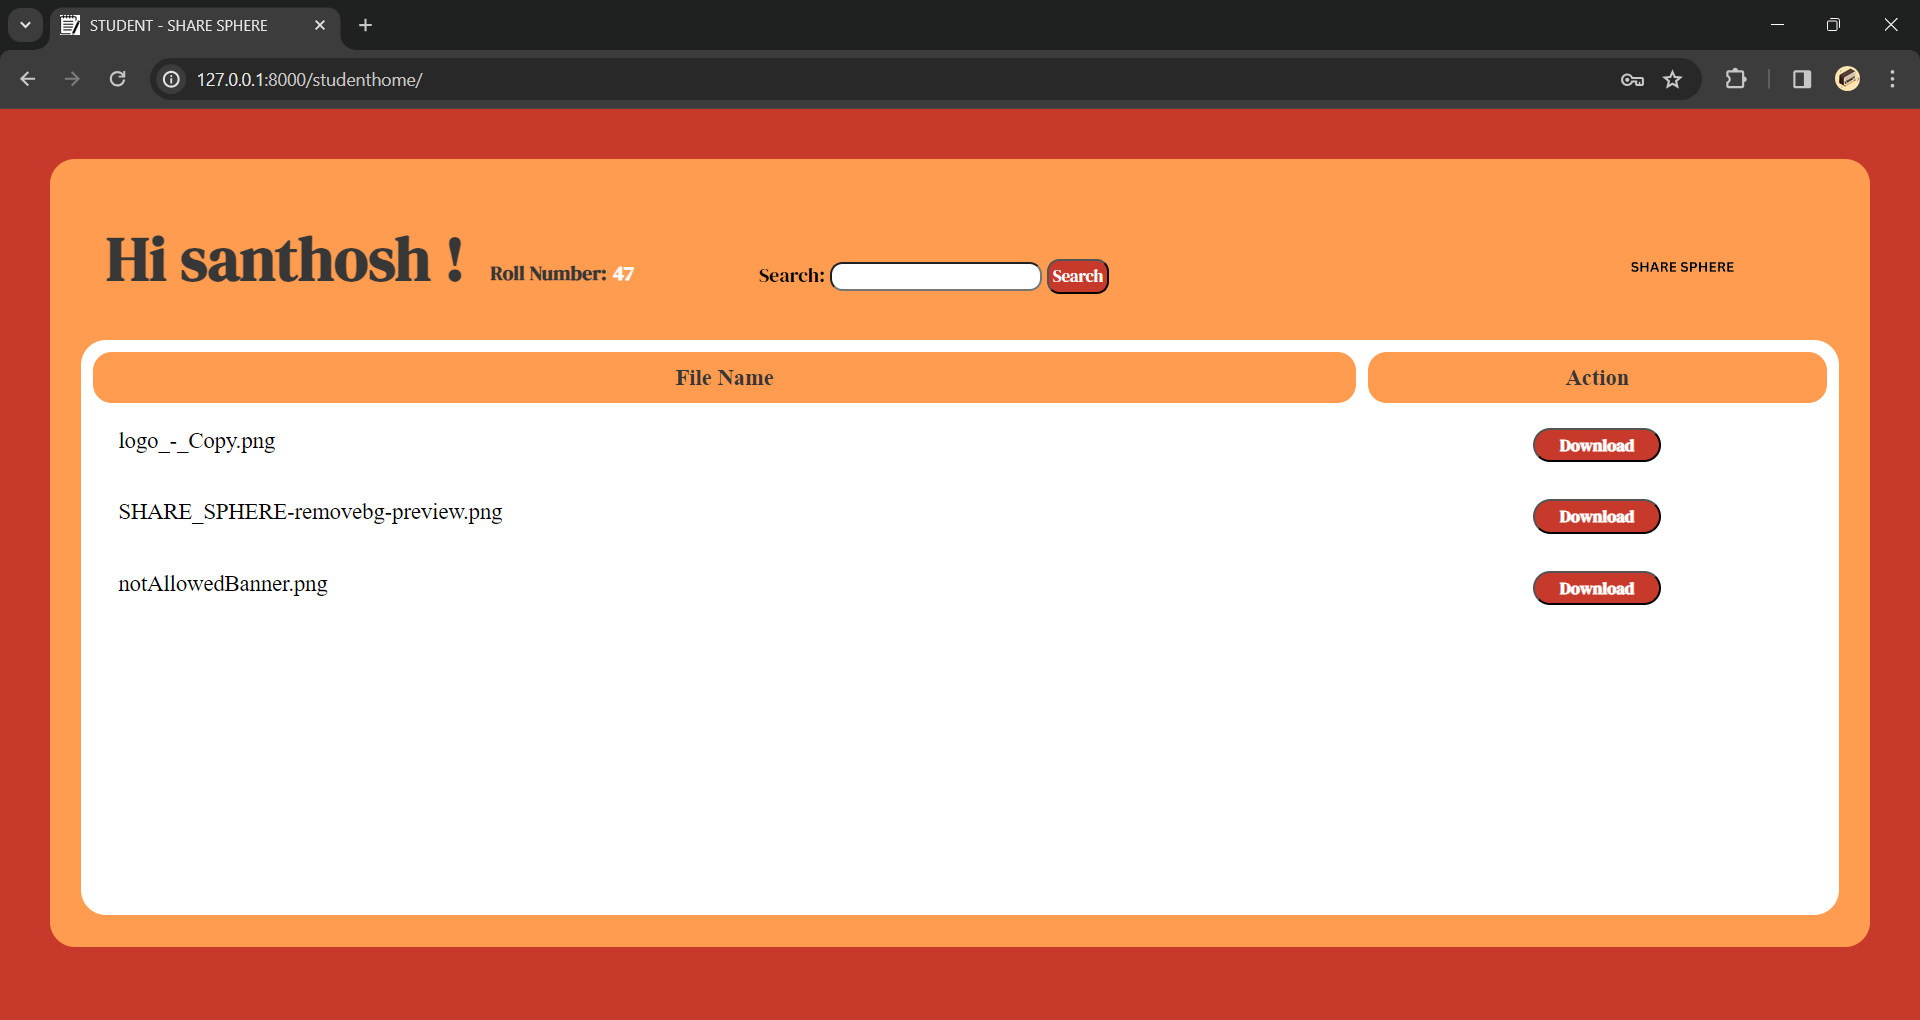 STUDENT - SHARE SPHERE
127.0.0.1:8000/studenthome/
Hi santhosh !
Roll Number: 47
Search:
Search
SHARE SPHERE
File Name
Action
logo_-_Copy.png
Download
SHARE_SPHERE-removebg-preview.png
Download
notAllowedBanner.png
Download